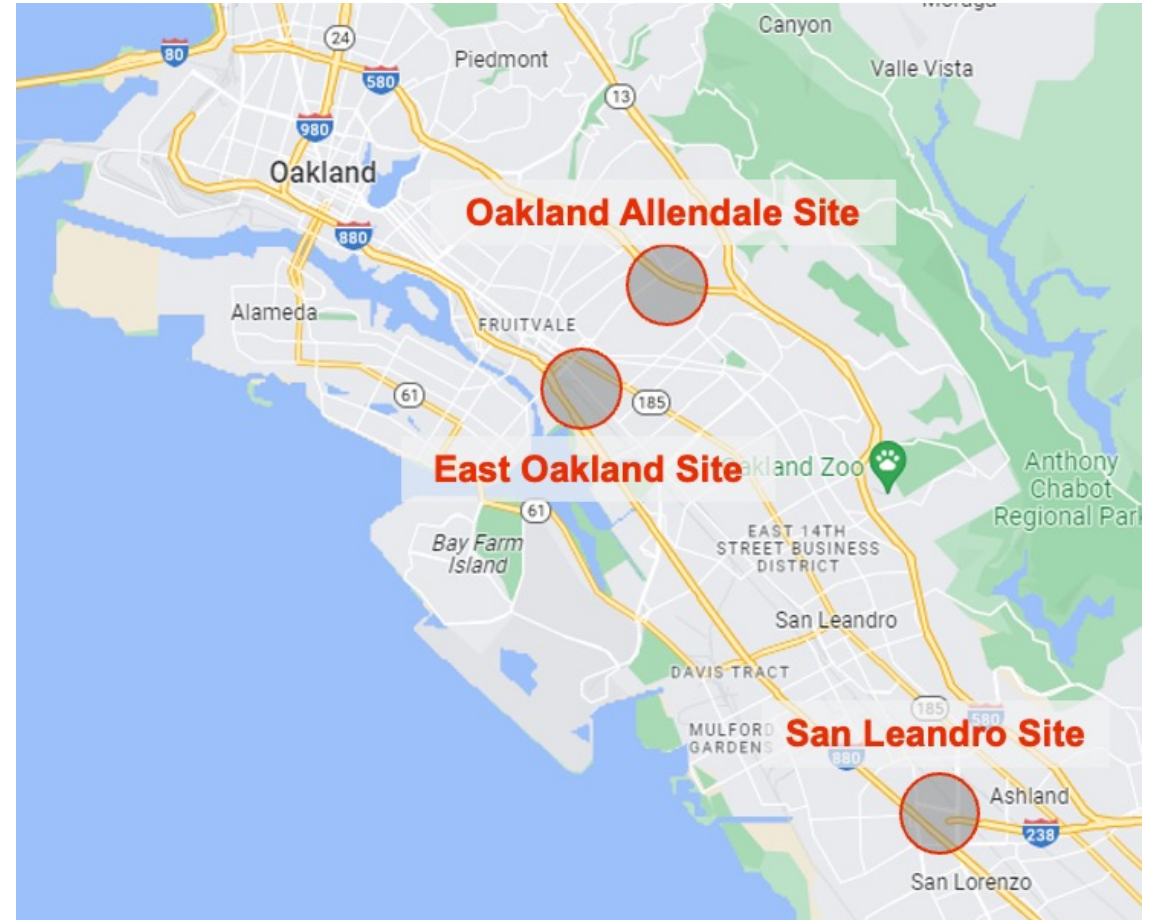 Canyon
24
80
Piedmont
Valle Vista
580
13
980
Oakland
Oakland Allendale Site
880
Alameda
FRUITVALE
61
185
East Oakland Site
kland Zoo
Anthony
Chabot
Regional Park
61
Bay Farm
Island
EAST 14TH
STREET BUSINESS
DISTRICT
San Leandro
DAVIS TRACT
185
580
MULFORD
GARDENS
San Leandro Site
880
Ashland
238
San Lorenzo